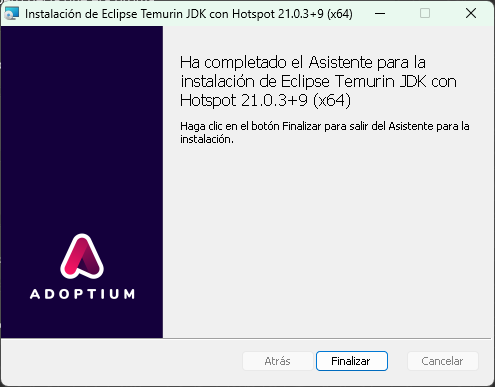 Instalación de Eclipse Temurin JDK con Hotspot 21.0.3+9 (x64)
Ha completado el Asistente para la
instalación de Eclipse Temurin JDK con
Hotspot 21.0.3+9 (x64)
Haga clic en el botón Finalizar para salir del Asistente para la
instalación.
ADOPTIUM
Atrás
Finalizar
Cancelar